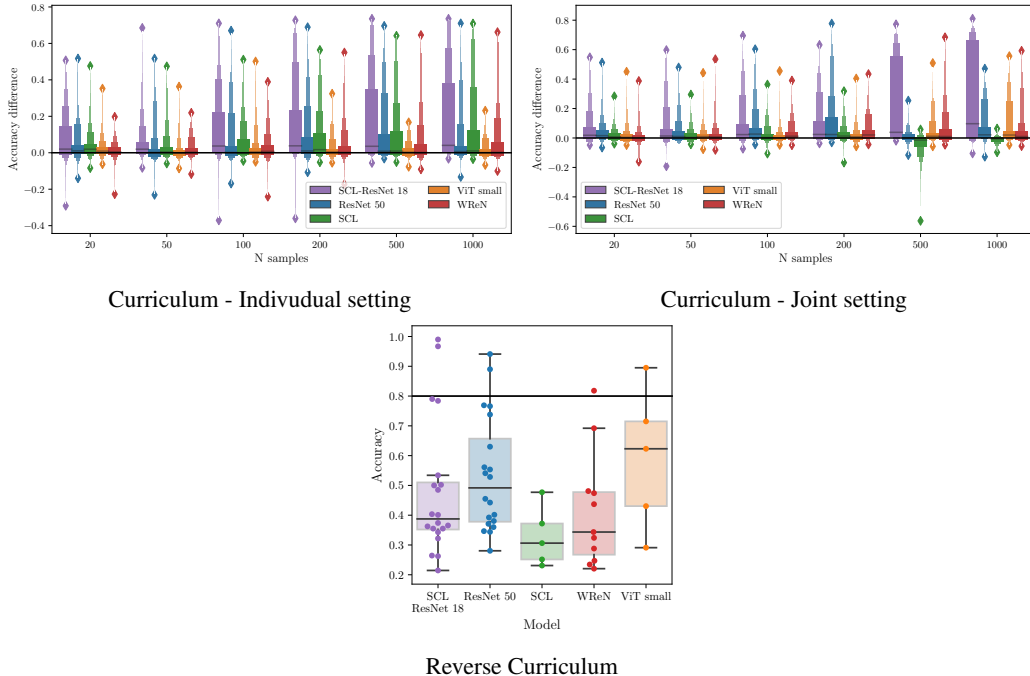 0.8
0.6
0.4
0.2
0.0
−0.2
−0.4
Accuracy difference
SCL-ResNet 18
ResNet 50
SCL
ViT small
WReN
20 50 100 200 500 1000
N samples
Curriculum - Indivudual setting
0.8
0.6
0.4
0.2
0.0
−0.2
−0.4
−0.6
Accuracy difference
SCL-ResNet 18
ResNet 50
SCL
ViT small
WReN
20 50 100 200 500 1000
N samples
Curriculum - Joint setting
1.0
0.9
0.8
0.7
0.6
0.5
0.4
0.3
0.2
Accuracy
SCL ResNet 50 SCL WReN ViT small
ResNet 18
Model
Reverse Curriculum